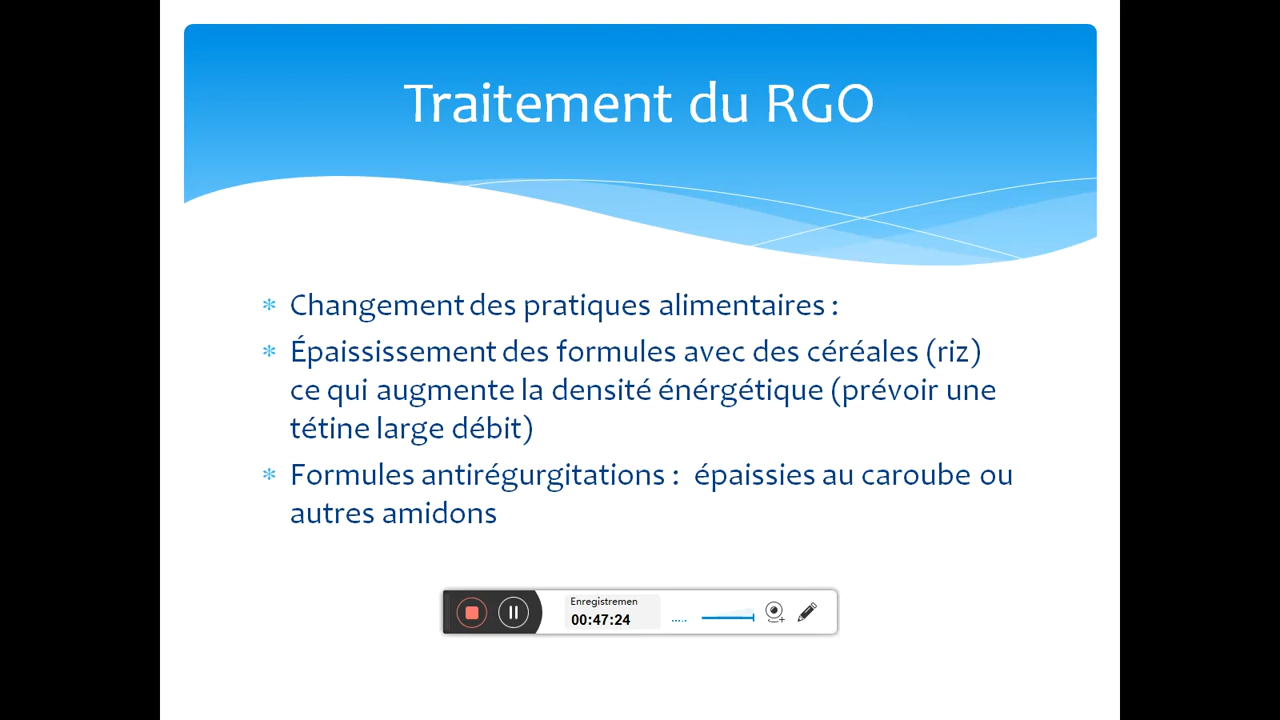 Traitement du RGO
* Changement des pratiques alimentaires :
* Épaississement des formules avec des céréales (riz)
ce qui augmente la densité énérgétique (prévoir une
tétine large débit)
* Formules antirégurgitations : épaissies au caroube ou
autres amidons
Enregistremen
00:47:24